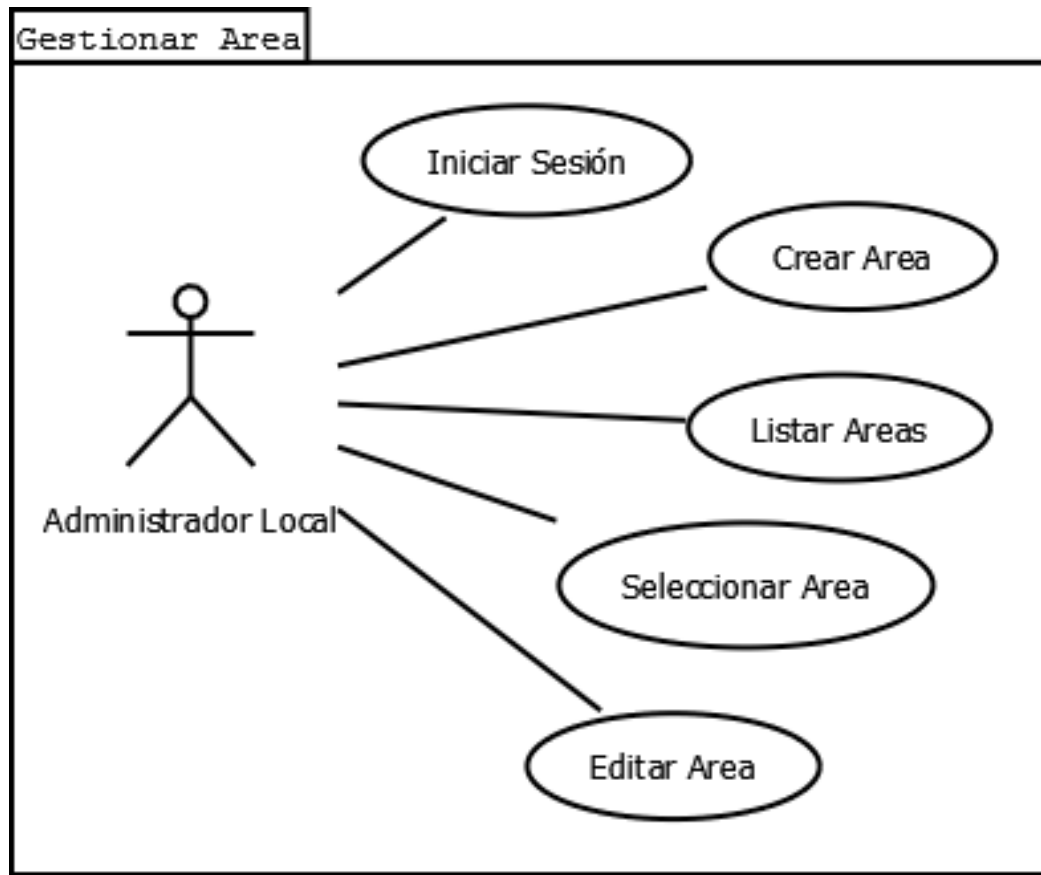 Gestionar Area
Iniciar Sesión
Crear Area
Listar Areas
Administrador Local
Seleccionar Area
Editar Area